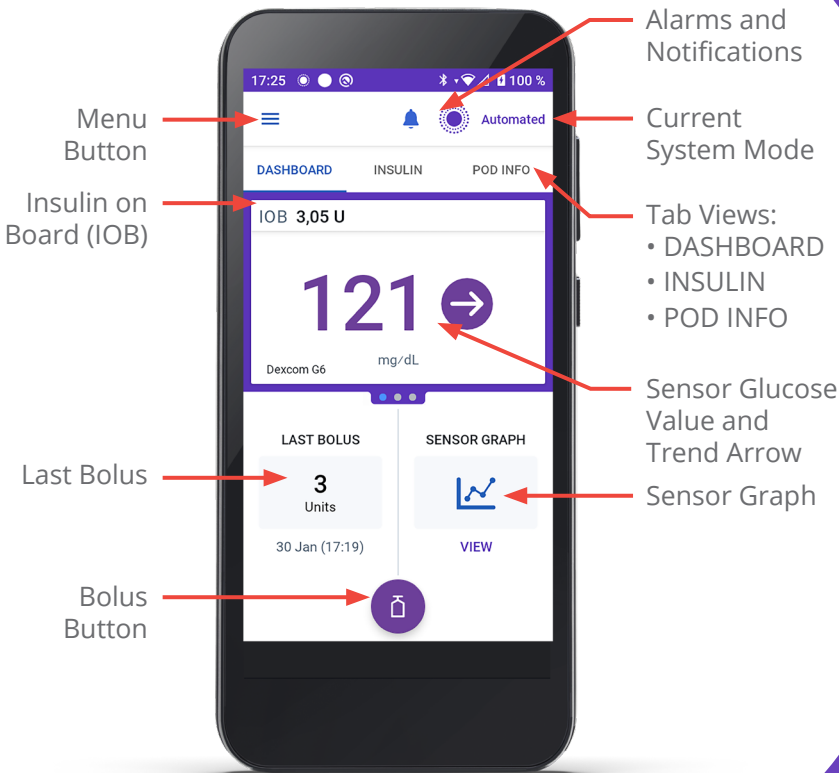 Alarms and
Notifications
17:25
100 %
Menu
Button
Automated
Current
System Mode
DASHBOARD
INSULIN
POD INFO
Insulin on
Board (IOB)
IOB 3,05 U
Tab Views:
• DASHBOARD
• INSULIN
• POD INFO
121
mg/dL
Dexcom G6
Sensor Glucose
Value and
Trend Arrow
LAST BOLUS
SENSOR GRAPH
Last Bolus
3
Units
Sensor Graph
30 Jan (17:19)
VIEW
Bolus
Button